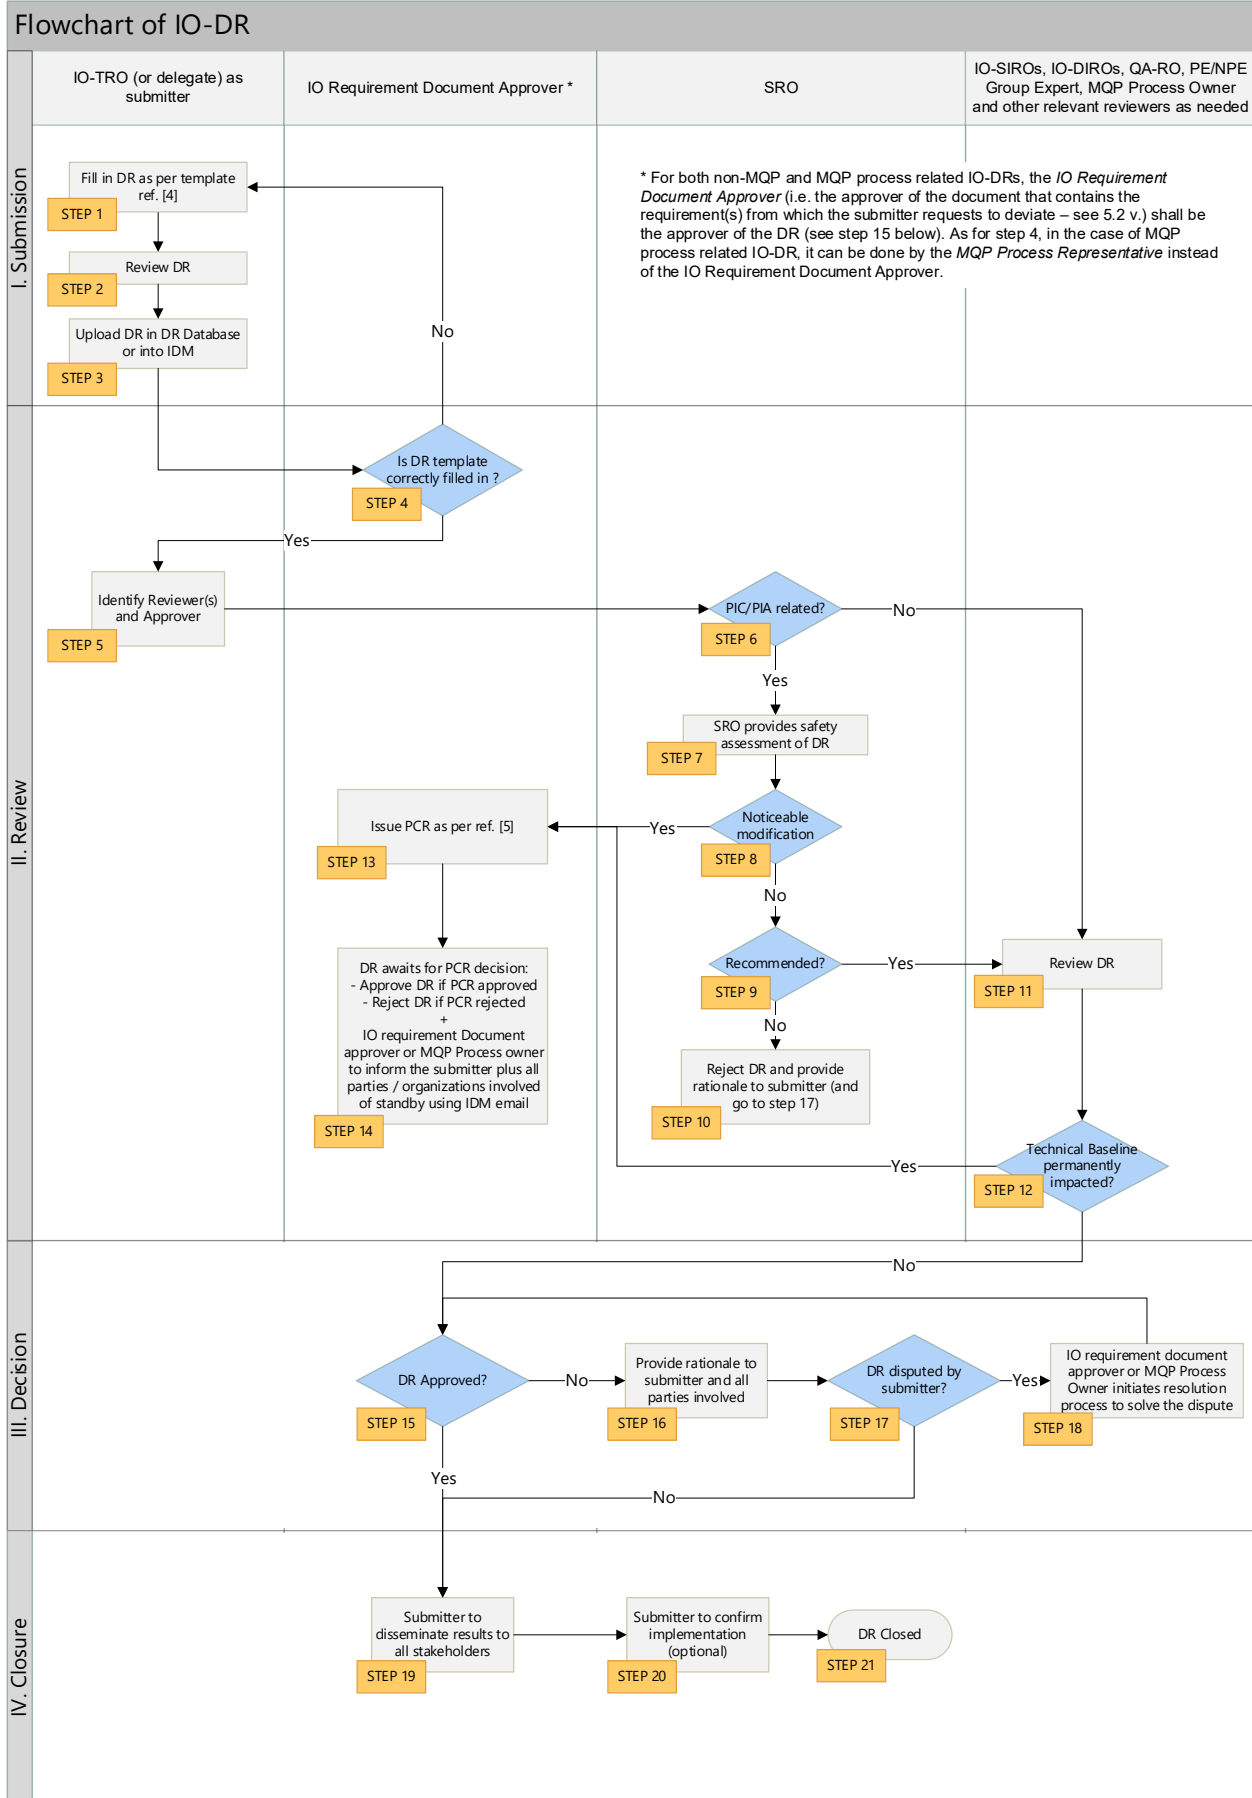 Flowchart of IO-DR
IO-TRO (or delegate) as
submitter
IO Requirement Document Approver *
SRO
IO-SIROs, IO-DIROs, QA-RO, PE/NPE
Group Expert, MQP Process Owner
and other relevant reviewers as needed
I. Submission
Fill in DR as per template
ref. [4]
STEP 1
Review DR
STEP 2
Upload DR in DR Database
or into IDM
STEP 3
No
* For both non-MQP and MQP process related IO-DRs, the IO Requirement
Document Approver (i.e. the approver of the document that contains the
requirement(s) from which the submitter requests to deviate – see 5.2 v.) shall be
the approver of the DR (see step 15 below). As for step 4, in the case of MQP
process related IO-DR, it can be done by the MQP Process Representative instead
of the IO Requirement Document Approver.
II. Review
Is DR template
correctly filled in ?
STEP 4
Yes
Identify Reviewer(s)
and Approver
STEP 5
PIC/PIA related?
STEP 6
No
Yes
SRO provides safety
assessment of DR
STEP 7
Noticeable
modification
STEP 8
Yes
Issue PCR as per ref. [5]
STEP 13
No
Recommended?
STEP 9
Yes
Review DR
STEP 11
DR awaits for PCR decision:
- Approve DR if PCR approved
- Reject DR if PCR rejected
+
IO requirement Document
approver or MQP Process owner
to inform the submitter plus all
parties / organizations involved
of standby using IDM email
STEP 14
No
Reject DR and provide
rationale to submitter (and
go to step 17)
STEP 10
Technical Baseline
permanently
impacted?
STEP 12
Yes
No
III. Decision
DR Approved?
STEP 15
No
Provide rationale to
submitter and all
parties involved
STEP 16
DR disputed by
submitter?
STEP 17
Yes
IO requirement document
approver or MQP Process
Owner initiates resolution
process to solve the dispute
STEP 18
Yes
No
IV. Closure
Submitter to
disseminate results to
all stakeholders
STEP 19
Submitter to confirm
implementation
(optional)
STEP 20
DR Closed
STEP 21